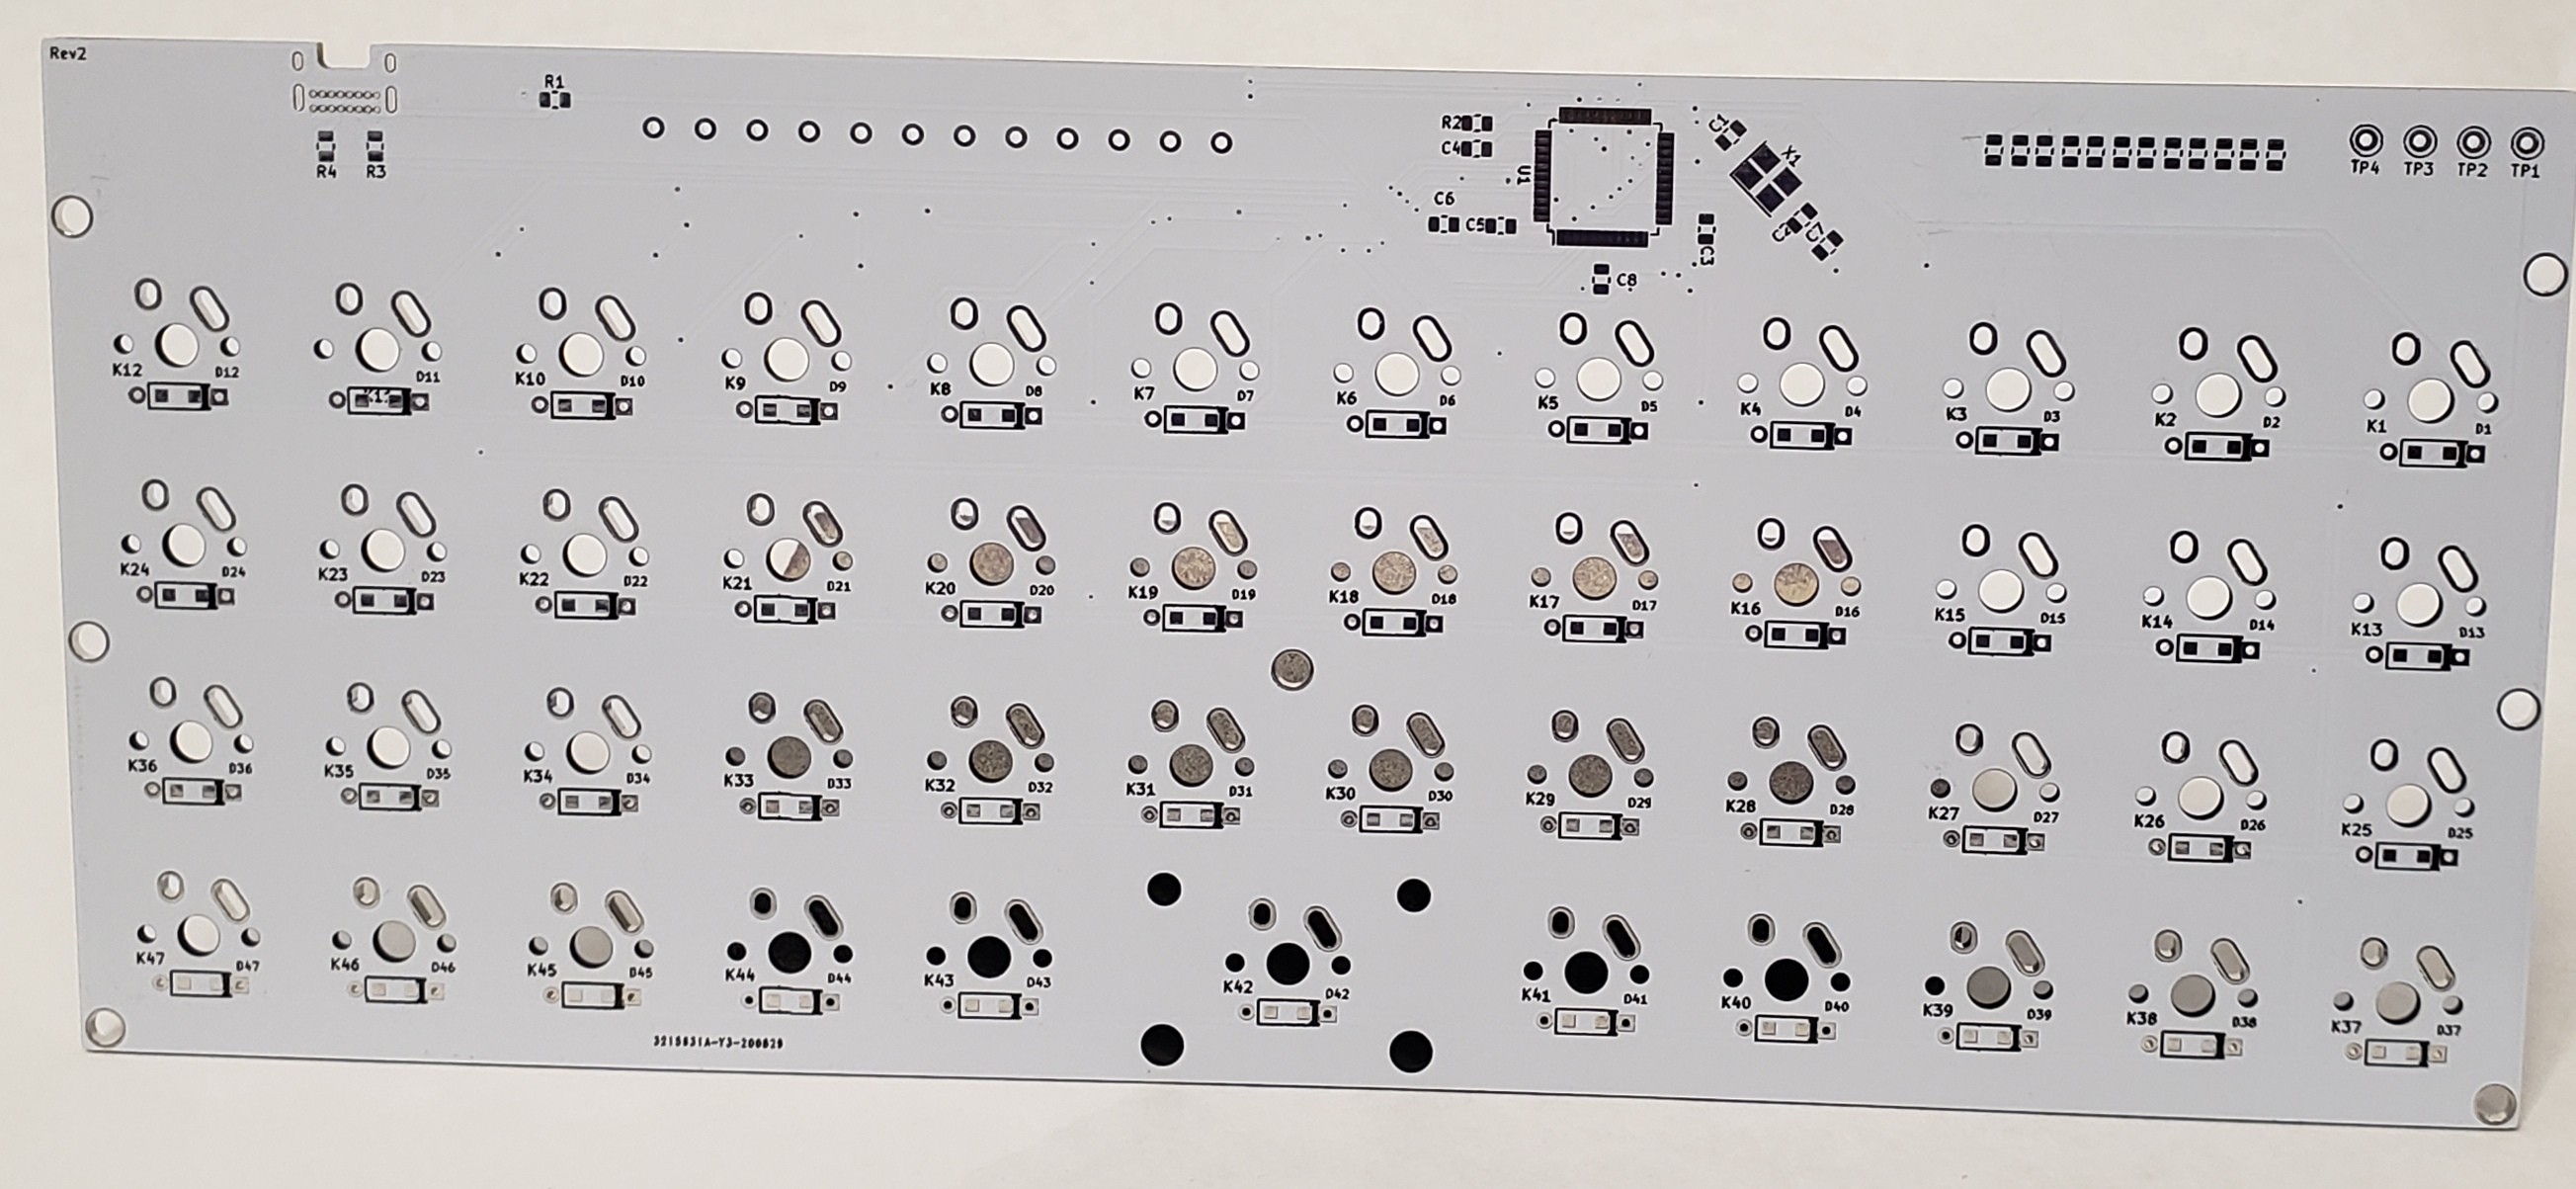 Rev2
R1
R2
C4
U1
X1
R4 R3
TP4 TP3 TP2 TP1
C6
C5
C3
C8
K12 D12 D11 K10 D10 K9 D9 K8 D8 K7 D7 K6 D6 K5 D5 K4 D4 K3 D3 K2 D2 K1 D1
K24 D24 K23 D23 K22 D22 K21 D21 K20 D20 K19 D19 K18 D18 K17 D17 K16 D16 K15 D15 K14 D14 K13 D13
K36 D36 K35 D35 K34 D34 K33 D33 K32 D32 K31 D31 K30 D30 K29 D29 K28 D28 K27 D27 K26 D26 K25 D25
K47 D47 K46 D46 K45 D45 K44 D44 K43 D43 K42 D42 K41 D41 K40 D40 K39 D39 K38 D38 K37 D37
3215831A-Y3-200829